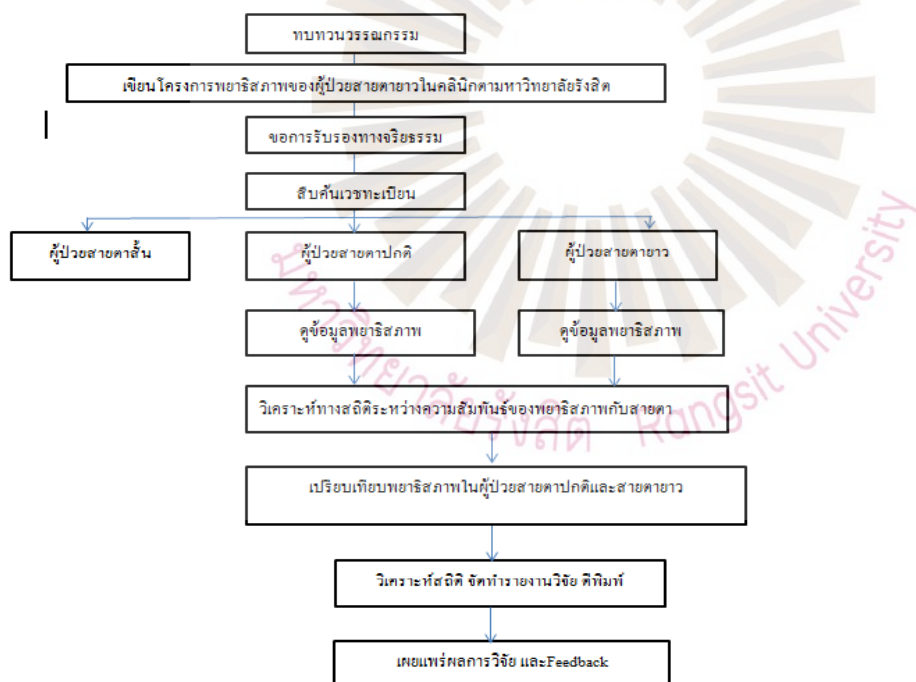 ทบทวนวรรณกรรม
เขียนโครงการพยาธิสภาพของผู้ป่วยสายตายาวในคลินิกตามหาวิทยาลัยรังสิต
ขอการรับรองทางจริยธรรม
สืบค้นเวชทะเบียน
ผู้ป่วยสายตาสั้น
ผู้ป่วยสายตาปกติ
ผู้ป่วยสายตายาว
ดูข้อมูลพยาธิสภาพ
ดูข้อมูลพยาธิสภาพ
วิเคราะห์ทางสถิติระหว่างความสัมพันธ์ของพยาธิสภาพกับสายตา
เปรียบเทียบพยาธิสภาพในผู้ป่วยสายตาปกติและสายตายาว
วิเคราะห์สถิติ จัดทำรายงานวิจัย ตีพิมพ์
เผยแพร่ผลการวิจัย และFeedback
มหาวิทยาลัยรังสิต Rangsit University